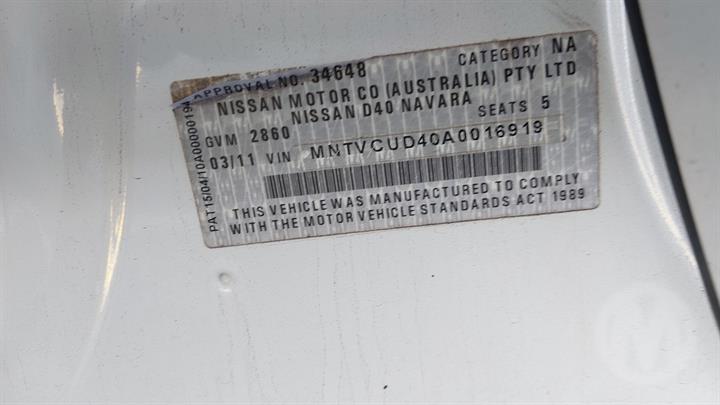 APPROVAL NO. 34648 CATEGORY NA
NISSAN MOTOR CO (AUSTRALIA) PTY LTD
NISSAN D40 NAVARA
GVM 2860 SEATS 5
03/11 VIN MNTVCUD40A0016919
THIS VEHICLE WAS MANUFACTURED TO COMPLY
WITH THE MOTOR VEHICLE STANDARDS ACT 1989
PAT15/04/10A00000019
M